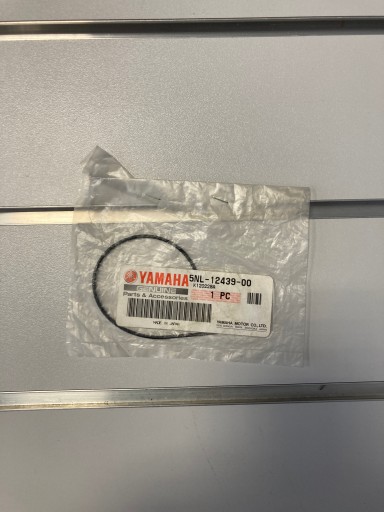 YAMAHA
GENUINE
Parts & Accessories
MADE IN JAPAN
5NL-12439-00
1 PC
YAMAHA MOTOR CO.,LTD.